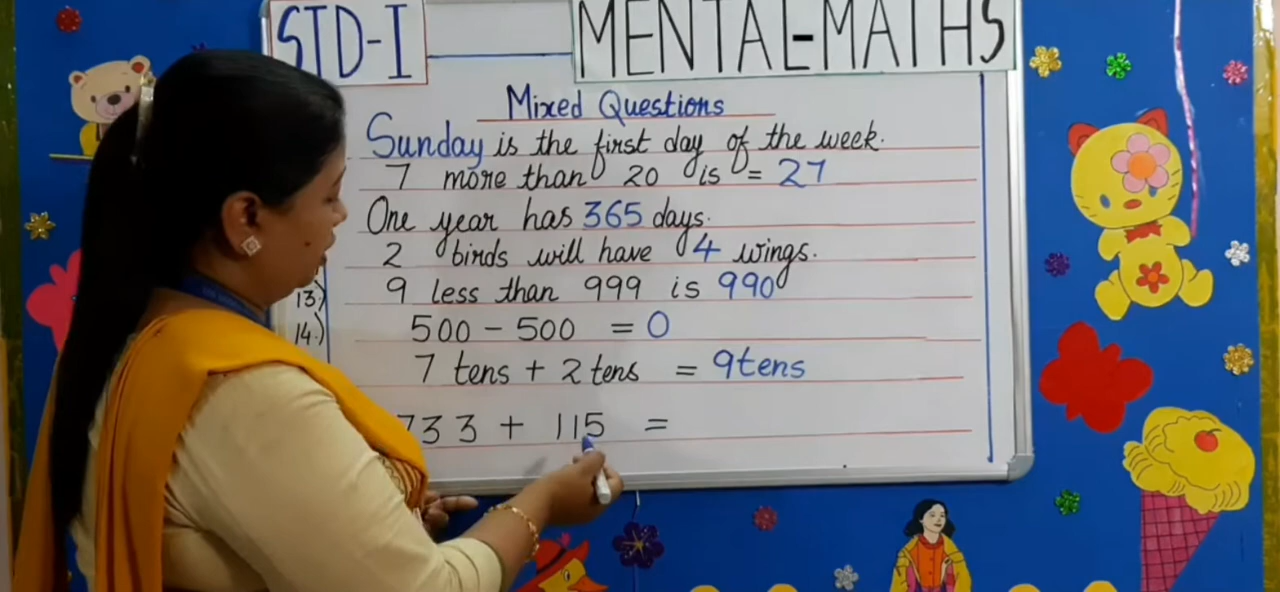 STD-I
MENTAL-MATHS
Mixed Questions
Sunday is the first day of the week.
7 more than 20 is = 27
One year has 365 days.
2 birds will have 4 wings.
13.) 9 less than 999 is 990
14.) 500 - 500 = 0
7 tens + 2 tens = 9tens
733 + 115 =